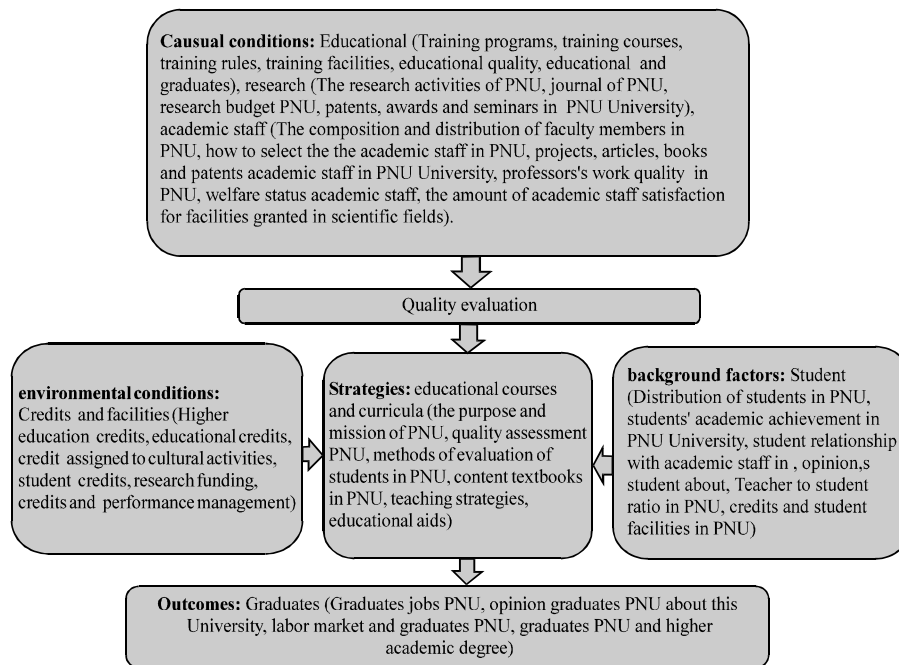 Causual conditions: Educational (Training programs, training courses,
training rules, training facilities, educational quality, educational and
graduates), research (The research activities of PNU, journal of PNU,
research budget PNU, patents, awards and seminars in PNU University),
academic staff (The composition and distribution of faculty members in
PNU, how to select the the academic staff in PNU, projects, articles, books
and patents academic staff in PNU University, professors's work quality in
PNU, welfare status academic staff, the amount of academic staff satisfaction
for facilities granted in scientific fields).
Quality evaluation
environmental conditions:
Credits and facilities (Higher
education credits, educational credits,
credit assigned to cultural activities,
student credits, research funding,
credits and performance management)
Strategies: educational courses
and curricula (the purpose and
mission of PNU, quality assessment
PNU, methods of evaluation of
students in PNU, content textbooks
in PNU, teaching strategies,
educational aids)
background factors: Student
(Distribution of students in PNU,
students' academic achievement in
PNU University, student relationship
with academic staff in , opinion,s
student about, Teacher to student
ratio in PNU, credits and student
facilities in PNU)
Outcomes: Graduates (Graduates jobs PNU, opinion graduates PNU about this
University, labor market and graduates PNU, graduates PNU and higher
academic degree)